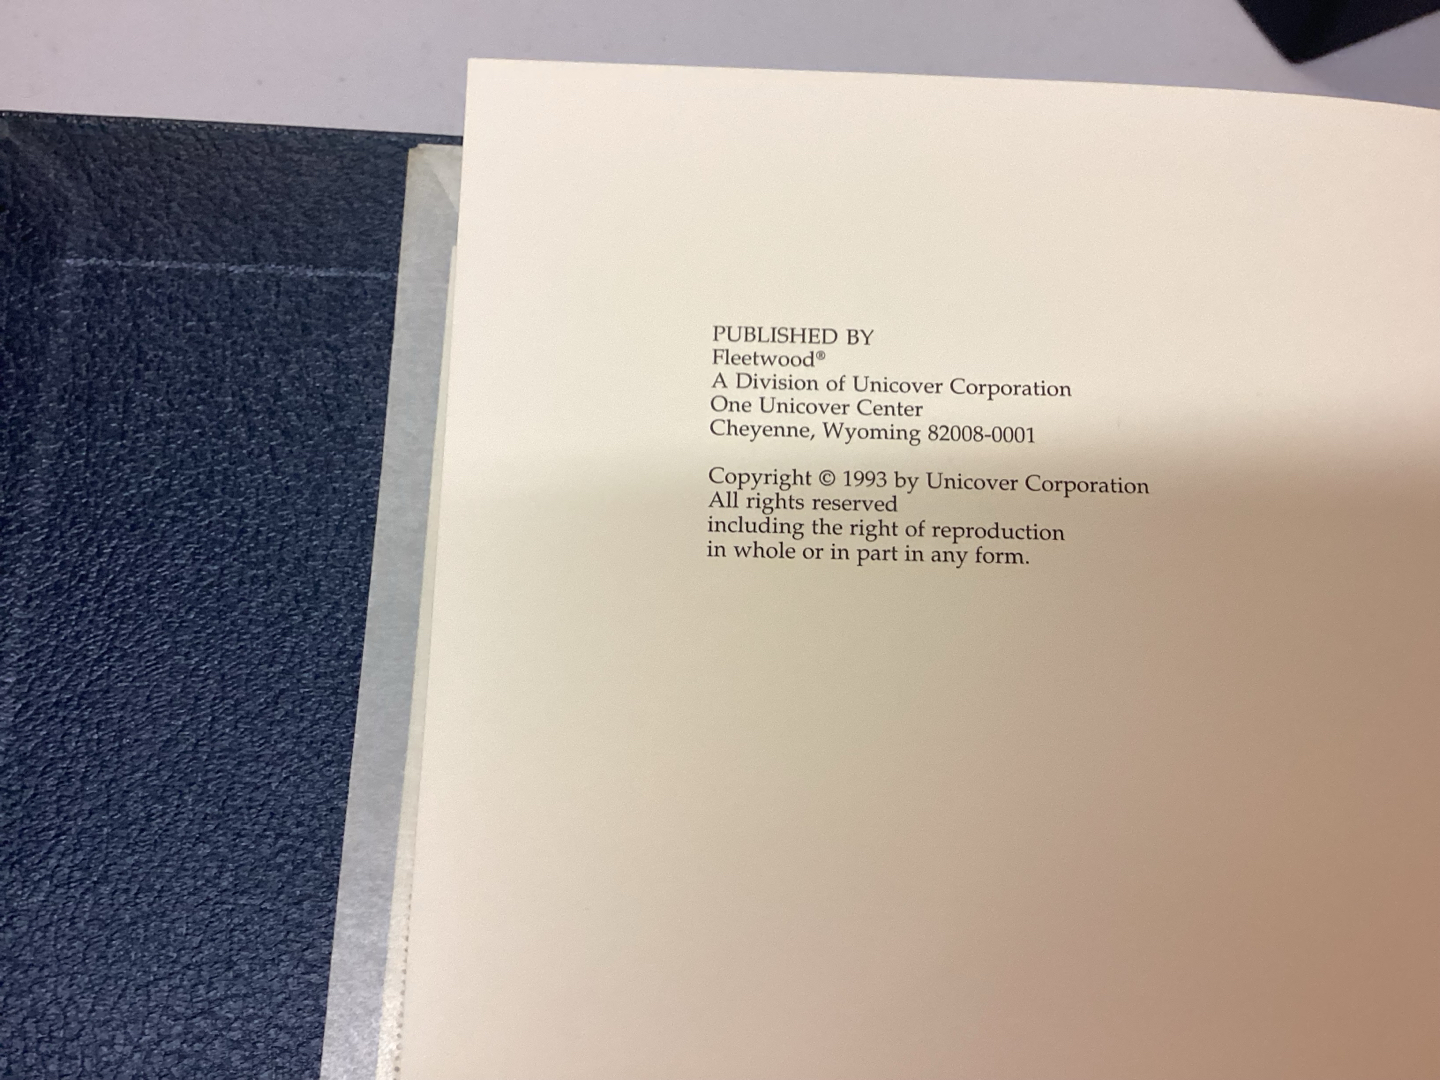 PUBLISHED BY
Fleetwood®
A Division of Unicover Corporation
One Unicover Center
Cheyenne, Wyoming 82008-0001
Copyright © 1993 by Unicover Corporation
All rights reserved
including the right of reproduction
in whole or in part in any form.